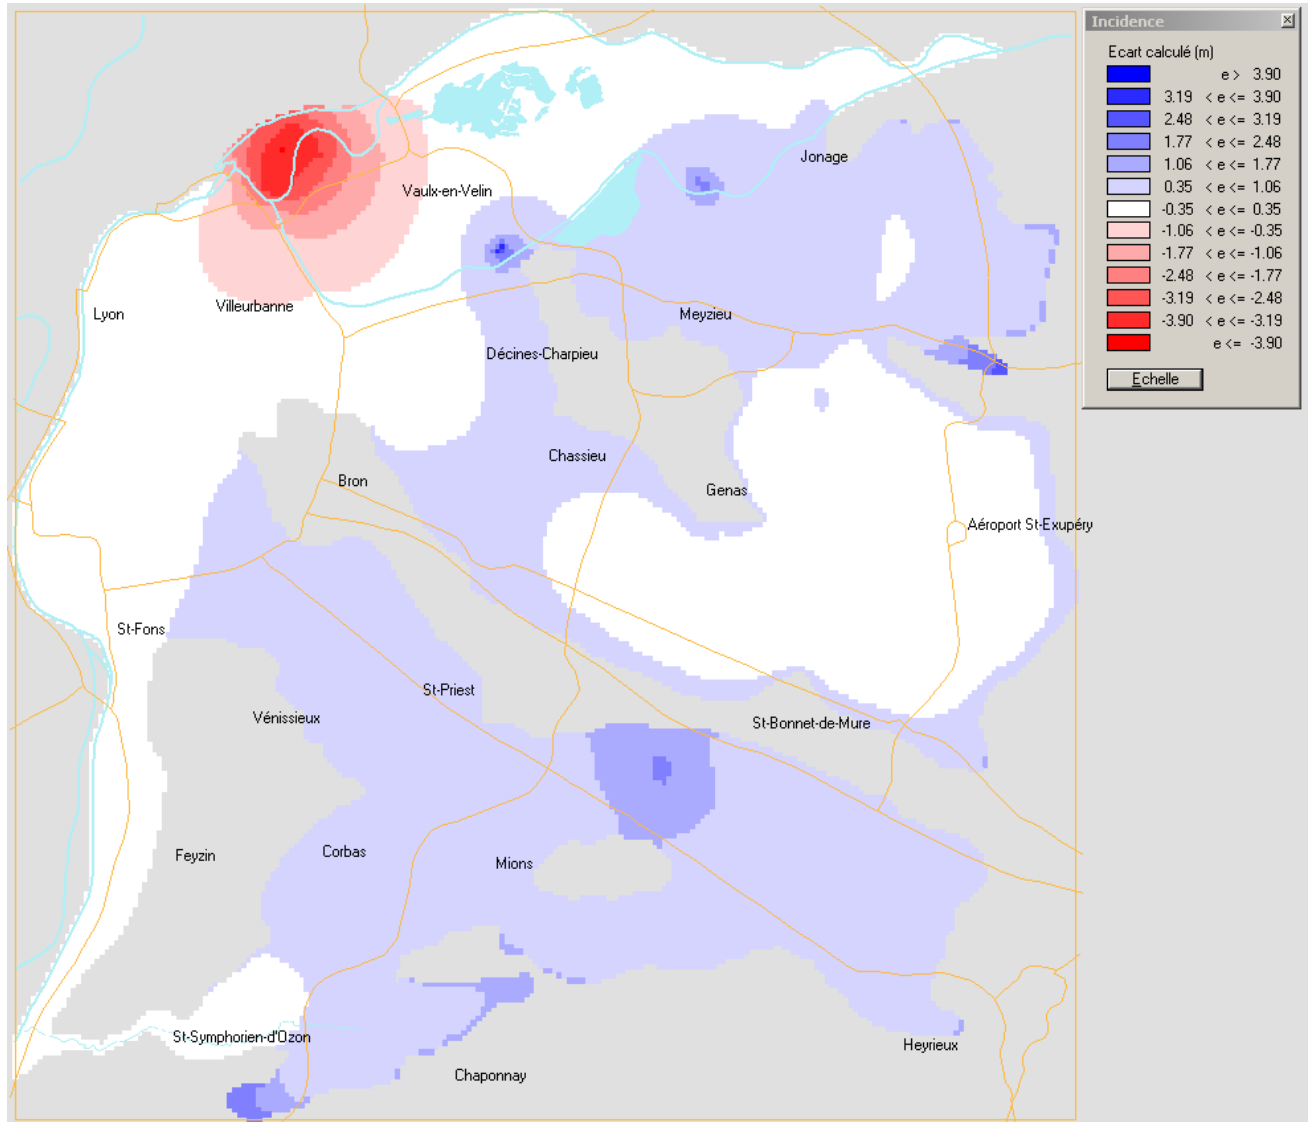 Incidence
Ecart calculé (m)
e > 3.90
3.19 < e <= 3.90
2.48 < e <= 3.19
1.77 < e <= 2.48
1.06 < e <= 1.77
0.35 < e <= 1.06
-0.35 < e <= 0.35
-1.06 < e <= -0.35
-1.77 < e <= -1.06
-2.48 < e <= -1.77
-3.19 < e <= -2.48
-3.90 < e <= -3.19
e <= -3.90
Echelle
Jonage
Vaulx-en-Velin
Villeurbanne
Lyon
Meyzieu
Décines-Charpieu
Chassieu
Bron
Genas
Aéroport St-Exupéry
St-Fons
St-Priest
Vénissieux
St-Bonnet-de-Mure
Feyzin
Corbas
Mions
St-Symphorien-d'Ozon
Heyrieux
Chaponnay